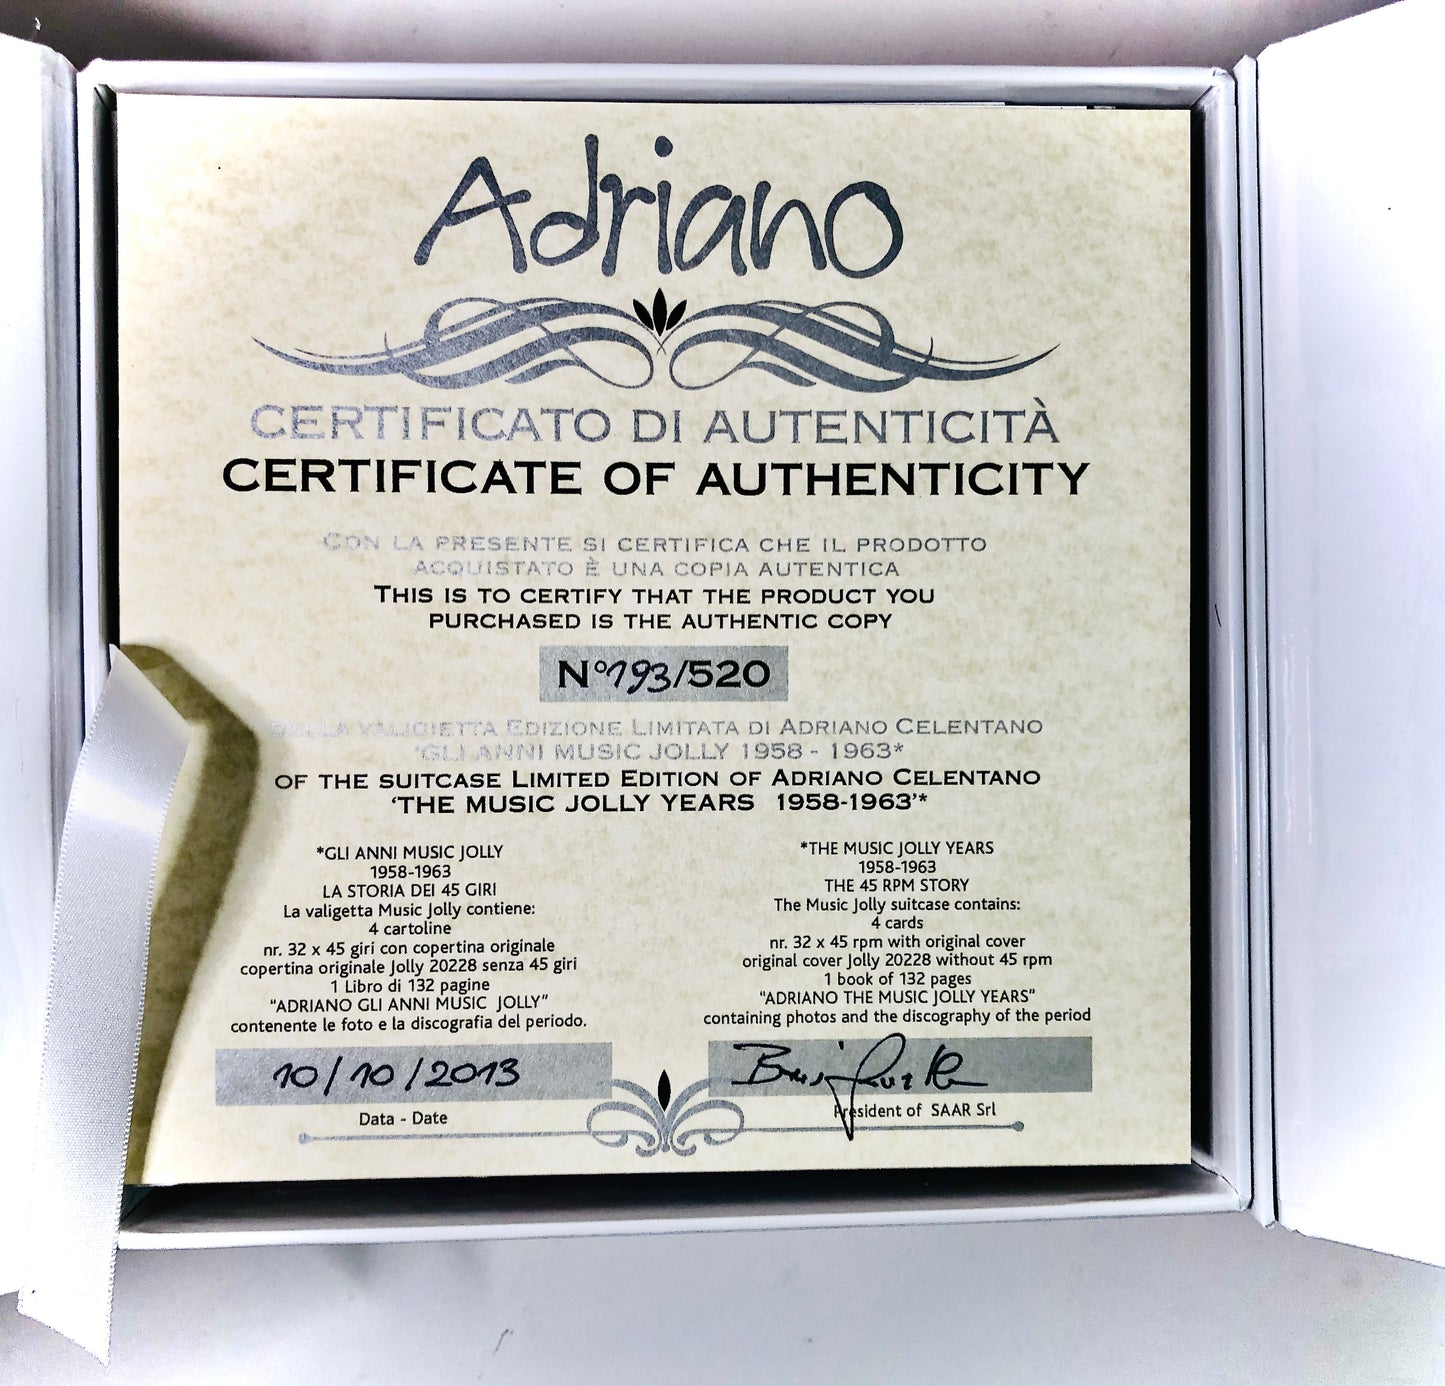 Adriano
CERTIFICATO DI AUTENTICITÀ
CERTIFICATE OF AUTHENTICITY
CON LA PRESENTE SI CERTIFICA CHE IL PRODOTTO
ACQUISTATO È UNA COPIA AUTENTICA
THIS IS TO CERTIFY THAT THE PRODUCT YOU
PURCHASED IS THE AUTHENTIC COPY
N°193/520
DELLA VALIGIETTA EDIZIONE LIMITATA DI ADRIANO CELENTANO
'GLI ANNI MUSIC JOLLY 1958 - 1963*
OF THE SUITCASE LIMITED EDITION OF ADRIANO CELENTANO
'THE MUSIC JOLLY YEARS 1958-1963'*
*GLI ANNI MUSIC JOLLY
1958-1963
LA STORIA DEI 45 GIRI
La valigetta Music Jolly contiene:
4 cartoline
nr. 32 x 45 giri con copertina originale
copertina originale Jolly 20228 senza 45 giri
1 Libro di 132 pagine
"ADRIANO GLI ANNI MUSIC JOLLY"
contenente le foto e la discografia del periodo.
*THE MUSIC JOLLY YEARS
1958-1963
THE 45 RPM STORY
The Music Jolly suitcase contains:
4 cards
nr. 32 x 45 rpm with original cover
original cover Jolly 20228 without 45 rpm
1 book of 132 pages
"ADRIANO THE MUSIC JOLLY YEARS"
containing photos and the discography of the period
10/10/2013
Data - Date
President of SAAR Srl